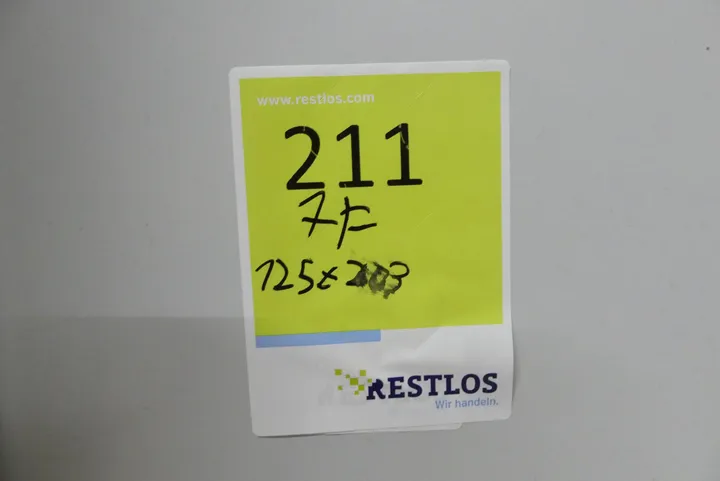 www.restlos.com
211
7F
RESTLOS
Wir handeln.